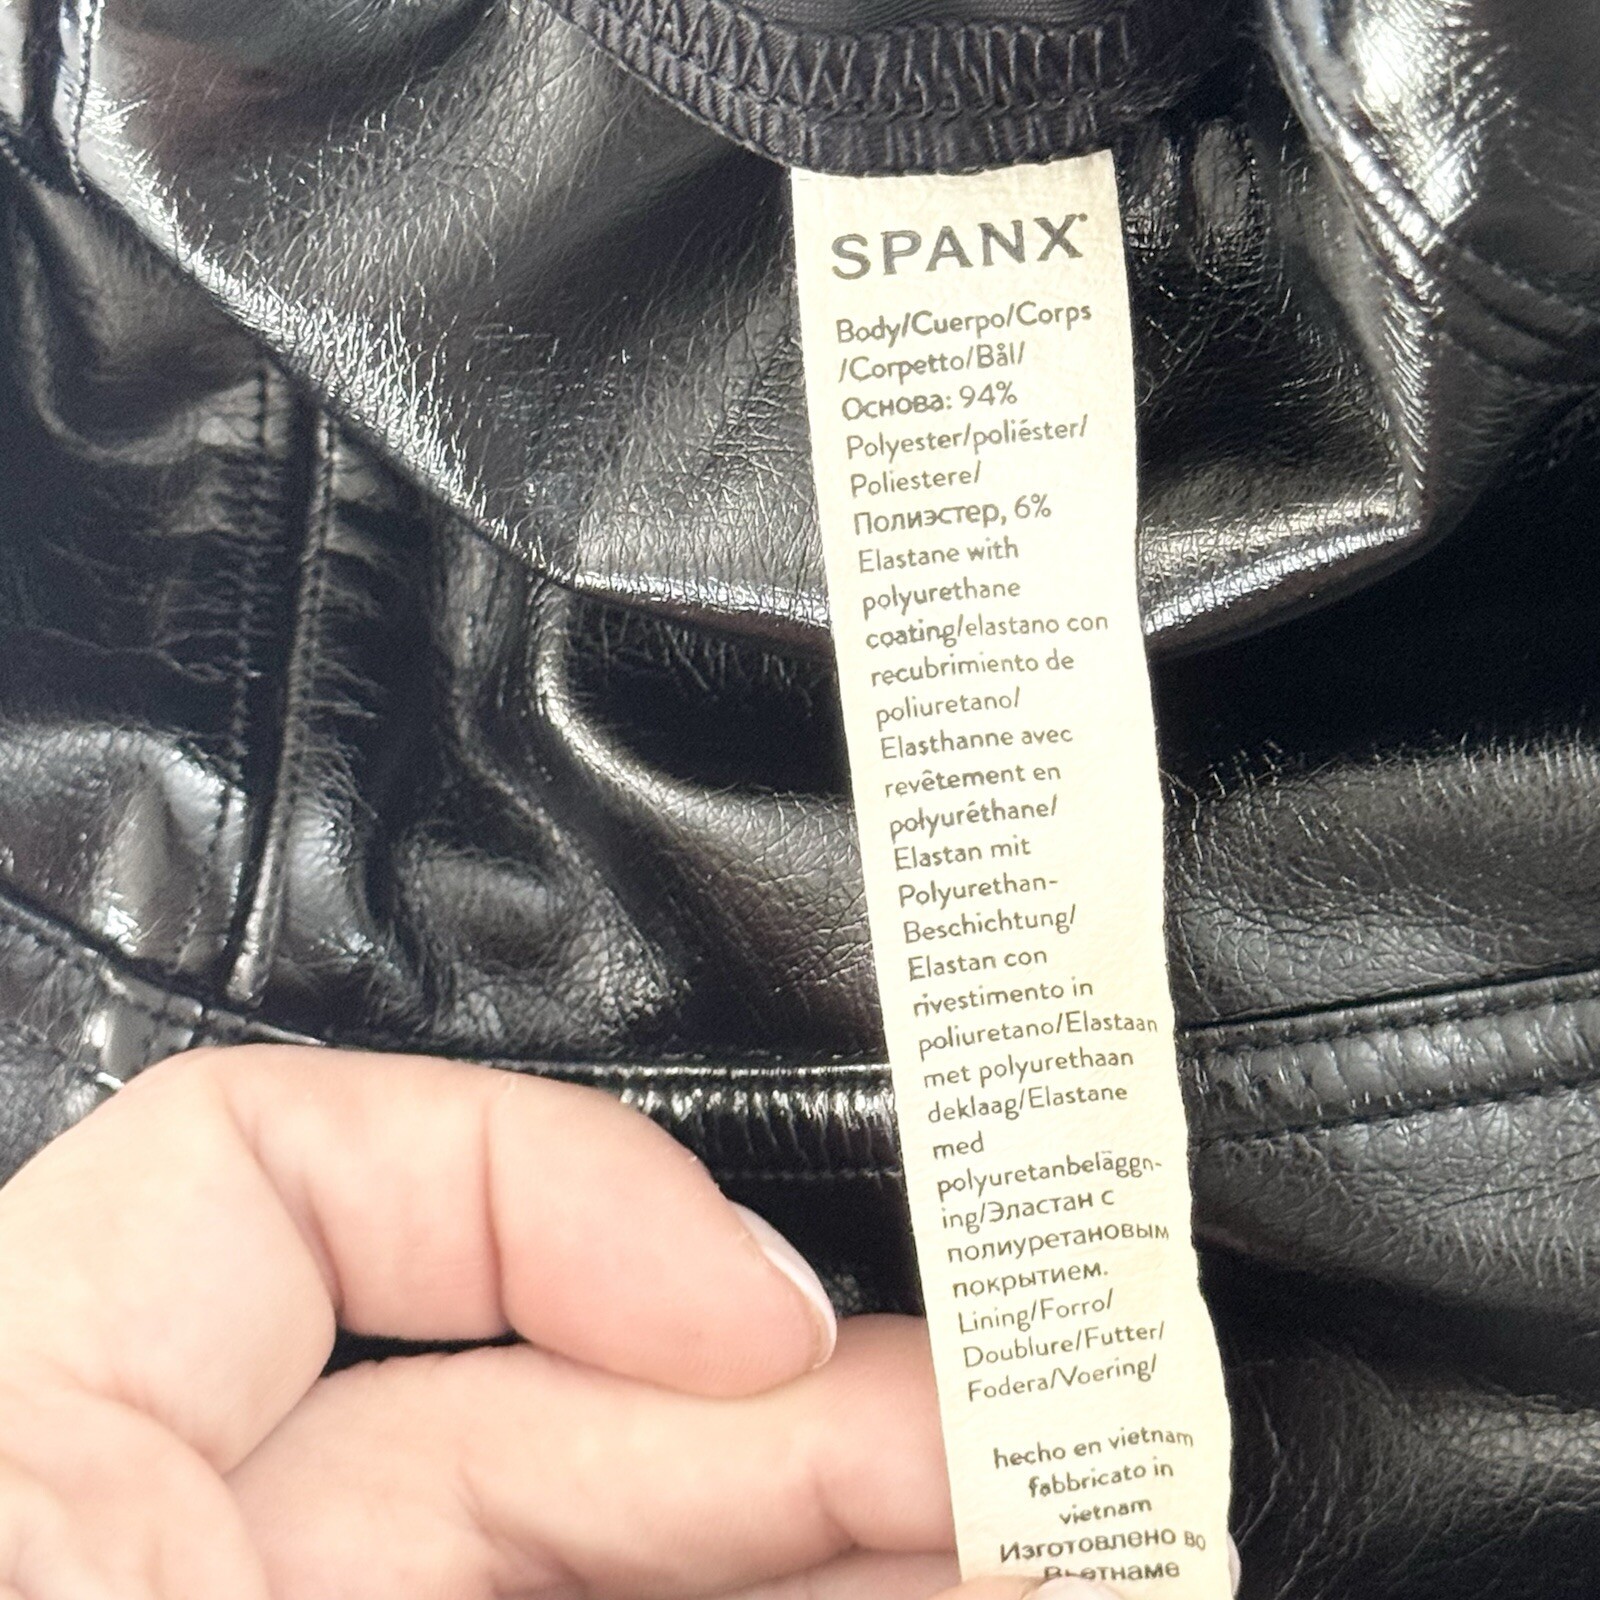 SPANX®
Body/Cuerpo/Corps
/Corpetto/Bål/
Основа: 94%
Polyester/poliéster/
Poliestere/
Полиэстер, 6%
Elastane with
polyurethane
coating/elastano con
recubrimiento de
poliuretano/
Elasthanne avec
revêtement en
polyuréthane/
Elastan mit
Polyurethan-
Beschichtung/
Elastan con
rivestimento in
poliuretano/Elastaan
met polyurethaan
deklaag/Elastane
med
polyuretanbeläggn-
ing/Эластан с
полиуретановым
покрытием.
Lining/Forro/
Doublure/Futter/
Fodera/Voering/
hecho en vietnam
fabbricato in
vietnam
Изготовлено во
Вьетнаме